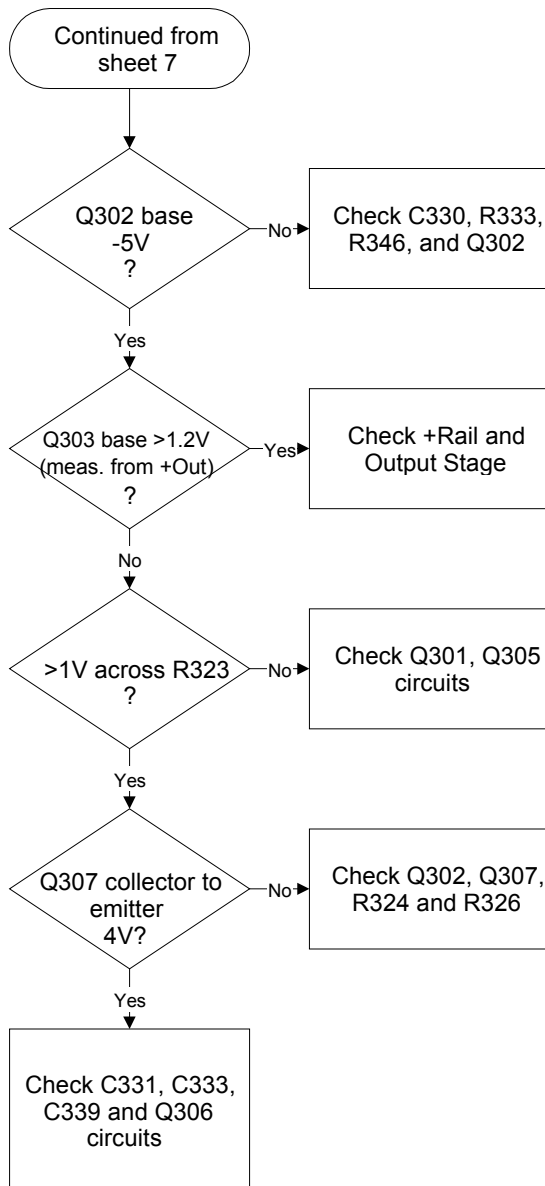 Continued from
sheet 7
Q302 base
-5V
?
No
Check C330, R333,
R346, and Q302
Yes
Q303 base >1.2V
(meas. from +Out)
?
Yes
Check +Rail and
Output Stage
No
>1V across R323
?
No
Check Q301, Q305
circuits
Yes
Q307 collector to
emitter
4V?
No
Check Q302, Q307,
R324 and R326
Yes
Check C331, C333,
C339 and Q306
circuits